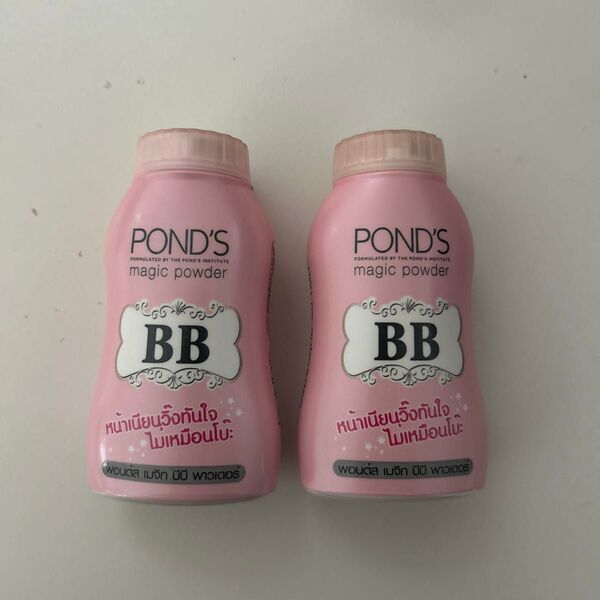 POND'S
FORMULATED BY THE POND'S INSTITUTE
magic powder
BB
หน้าเนียนวิ๊งทันใจ
ไม่เหมือนโบ๊ะ
พอนด์ส เมจิก บีบี พาวเดอร์
POND'S
FORMULATED BY THE POND'S INSTITUTE
magic powder
BB
หน้าเนียนวิ๊งทันใจ
ไม่เหมือนโบ๊ะ
พอนด์ส เมจิก บีบี พาวเดอร์